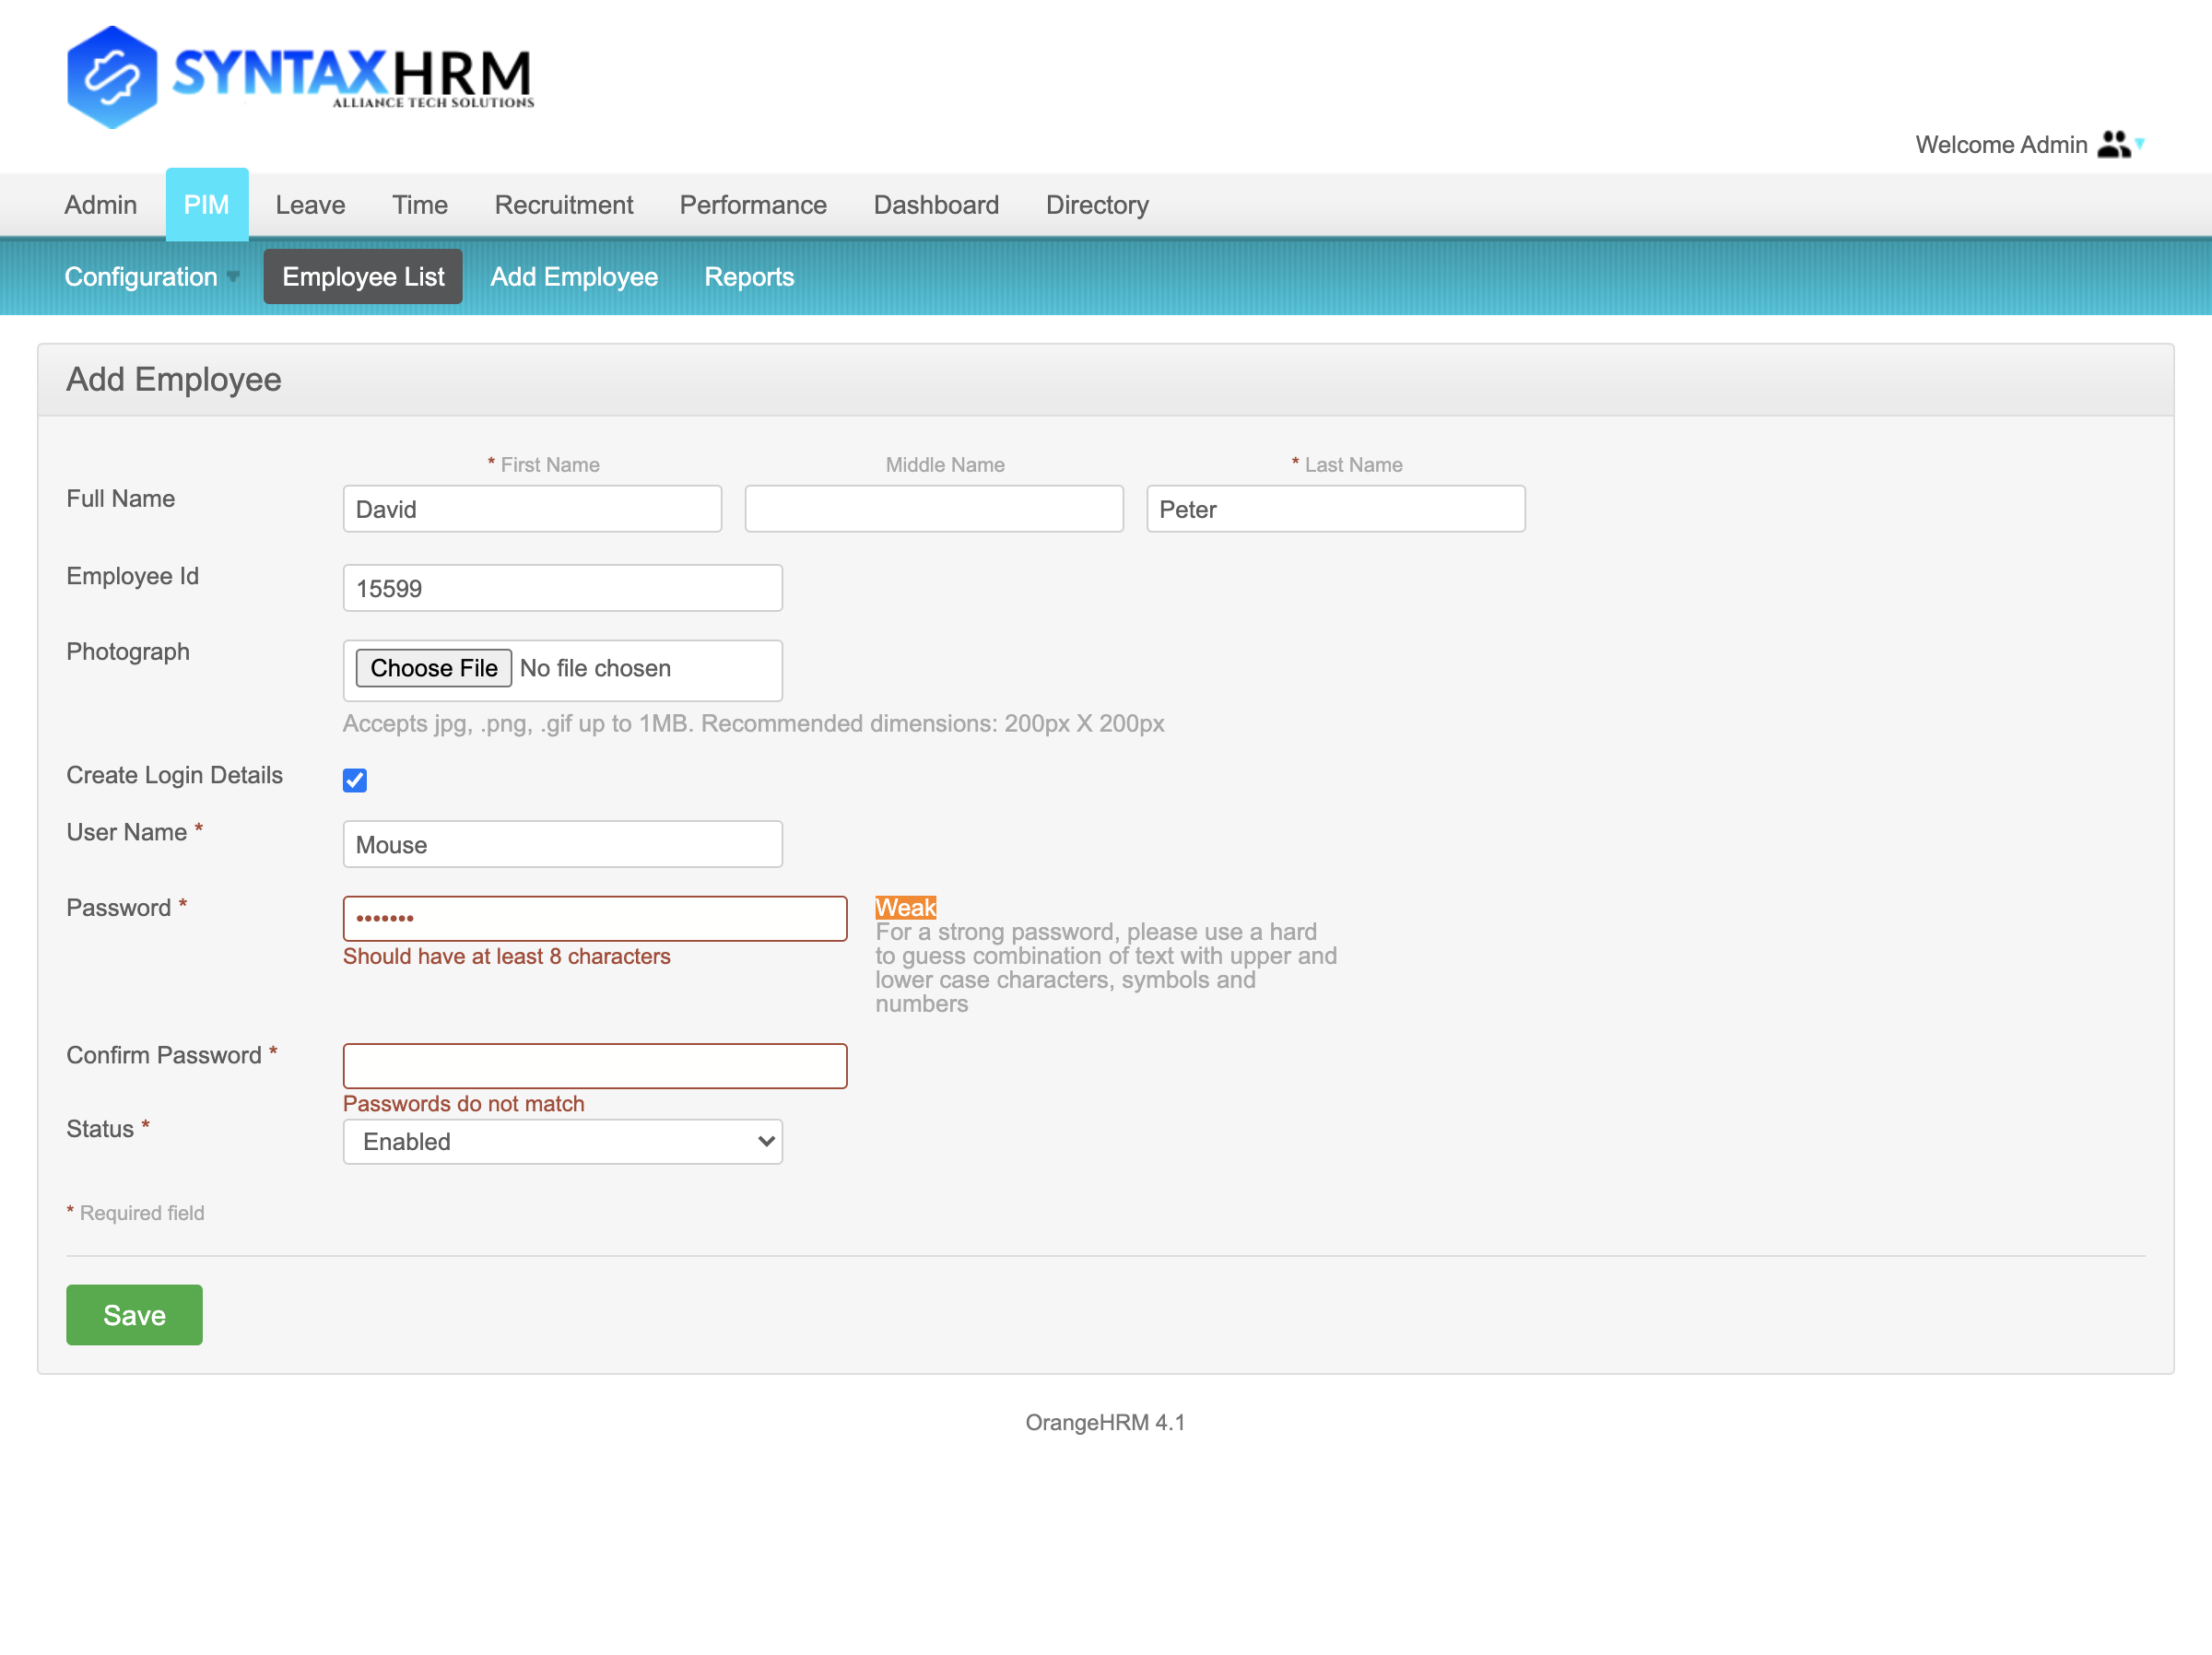 SYNTAXHRM
ALLIANCE TECH SOLUTIONS
Welcome Admin
Admin PIM Leave Time Recruitment Performance Dashboard Directory
Configuration Employee List Add Employee Reports
Add Employee
* First Name Middle Name * Last Name
Full Name David Peter
Employee Id 15599
Photograph Choose File No file chosen
Accepts jpg, .png, .gif up to 1MB. Recommended dimensions: 200px X 200px
Create Login Details
User Name * Mouse
Password * ••••••• Weak
Should have at least 8 characters
For a strong password, please use a hard
to guess combination of text with upper and
lower case characters, symbols and
numbers
Confirm Password *
Passwords do not match
Status * Enabled
* Required field
Save
OrangeHRM 4.1